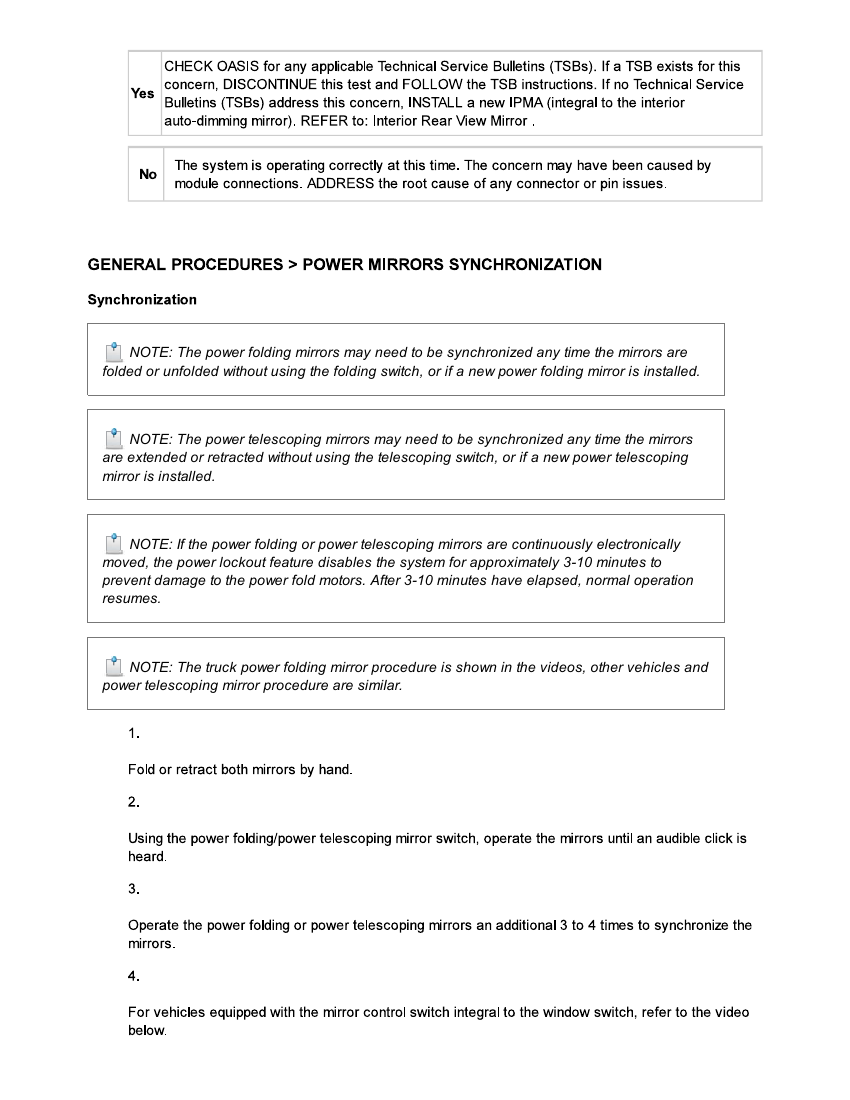 CHECK OASIS for any applicable Technical Service Bulletins (TSBs). If a TSB exists for this
concern, DISCONTINUE this test and FOLLOW the TSB instructions. If no Technical Service
Yes
Bulletins (TSBs) address this concern, INSTALL a new IPMA (integral to the interior
auto-dimming mirror). REFER to: Interior Rear View Mirror .
No
The system is operating correctly at this time. The concern may have been caused by
module connections. ADDRESS the root cause of any connector or pin issues.
GENERAL PROCEDURES > POWER MIRRORS SYNCHRONIZATION
Synchronization
NOTE: The power folding mirrors may need to be synchronized any time the mirrors are
folded or unfolded without using the folding switch, or if a new power folding mirror is installed.
NOTE: The power telescoping mirrors may need to be synchronized any time the mirrors
are extended or retracted without using the telescoping switch, or if a new power telescoping
mirror is installed.
NOTE: If the power folding or power telescoping mirrors are continuously electronically
moved, the power lockout feature disables the system for approximately 3-10 minutes to
prevent damage to the power fold motors. After 3-10 minutes have elapsed, normal operation
resumes.
NOTE: The truck power folding mirror procedure is shown in the videos, other vehicles and
power telescoping mirror procedure are similar.
1.
Fold or retract both mirrors by hand.
2.
Using the power folding/power telescoping mirror switch, operate the mirrors until an audible click is
heard.
3.
Operate the power folding or power telescoping mirrors an additional 3 to 4 times to synchronize the
mirrors.
4.
For vehicles equipped with the mirror control switch integral to the window switch, refer to the video
below.